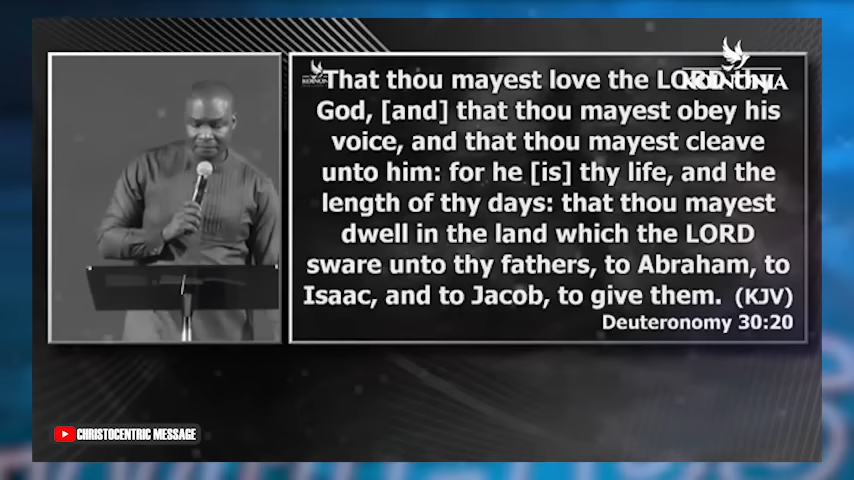 KOINONIA
That thou mayest love the LORD thy
God, [and] that thou mayest obey his
voice, and that thou mayest cleave
unto him: for he [is] thy life, and the
length of thy days: that thou mayest
dwell in the land which the LORD
sware unto thy fathers, to Abraham, to
Isaac, and to Jacob, to give them. (KJV)
Deuteronomy 30:20
CHRISTOCENTRIC MESSAGE